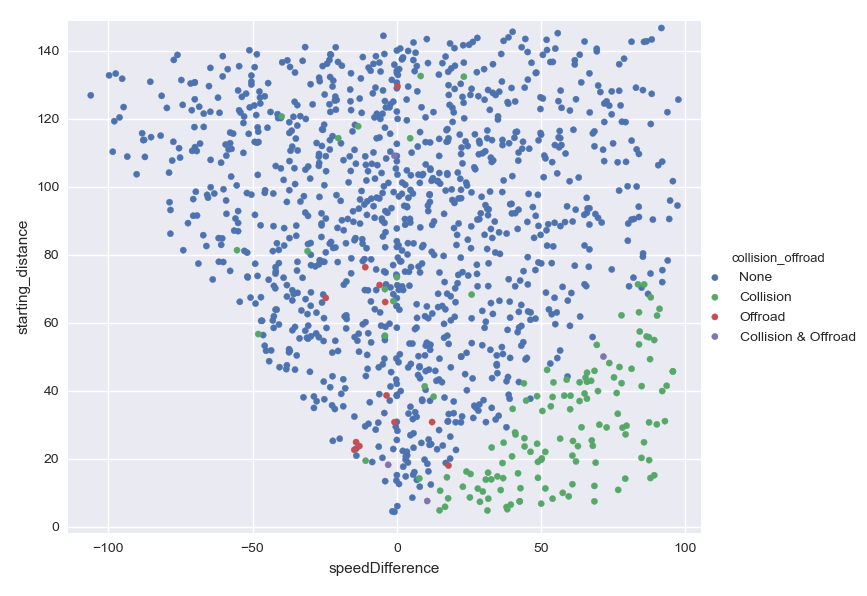 140
120
100
80
60
40
20
0
starting_distance
−100
−50
0
50
100
speedDifference
collision_offroad
None
Collision
Offroad
Collision & Offroad